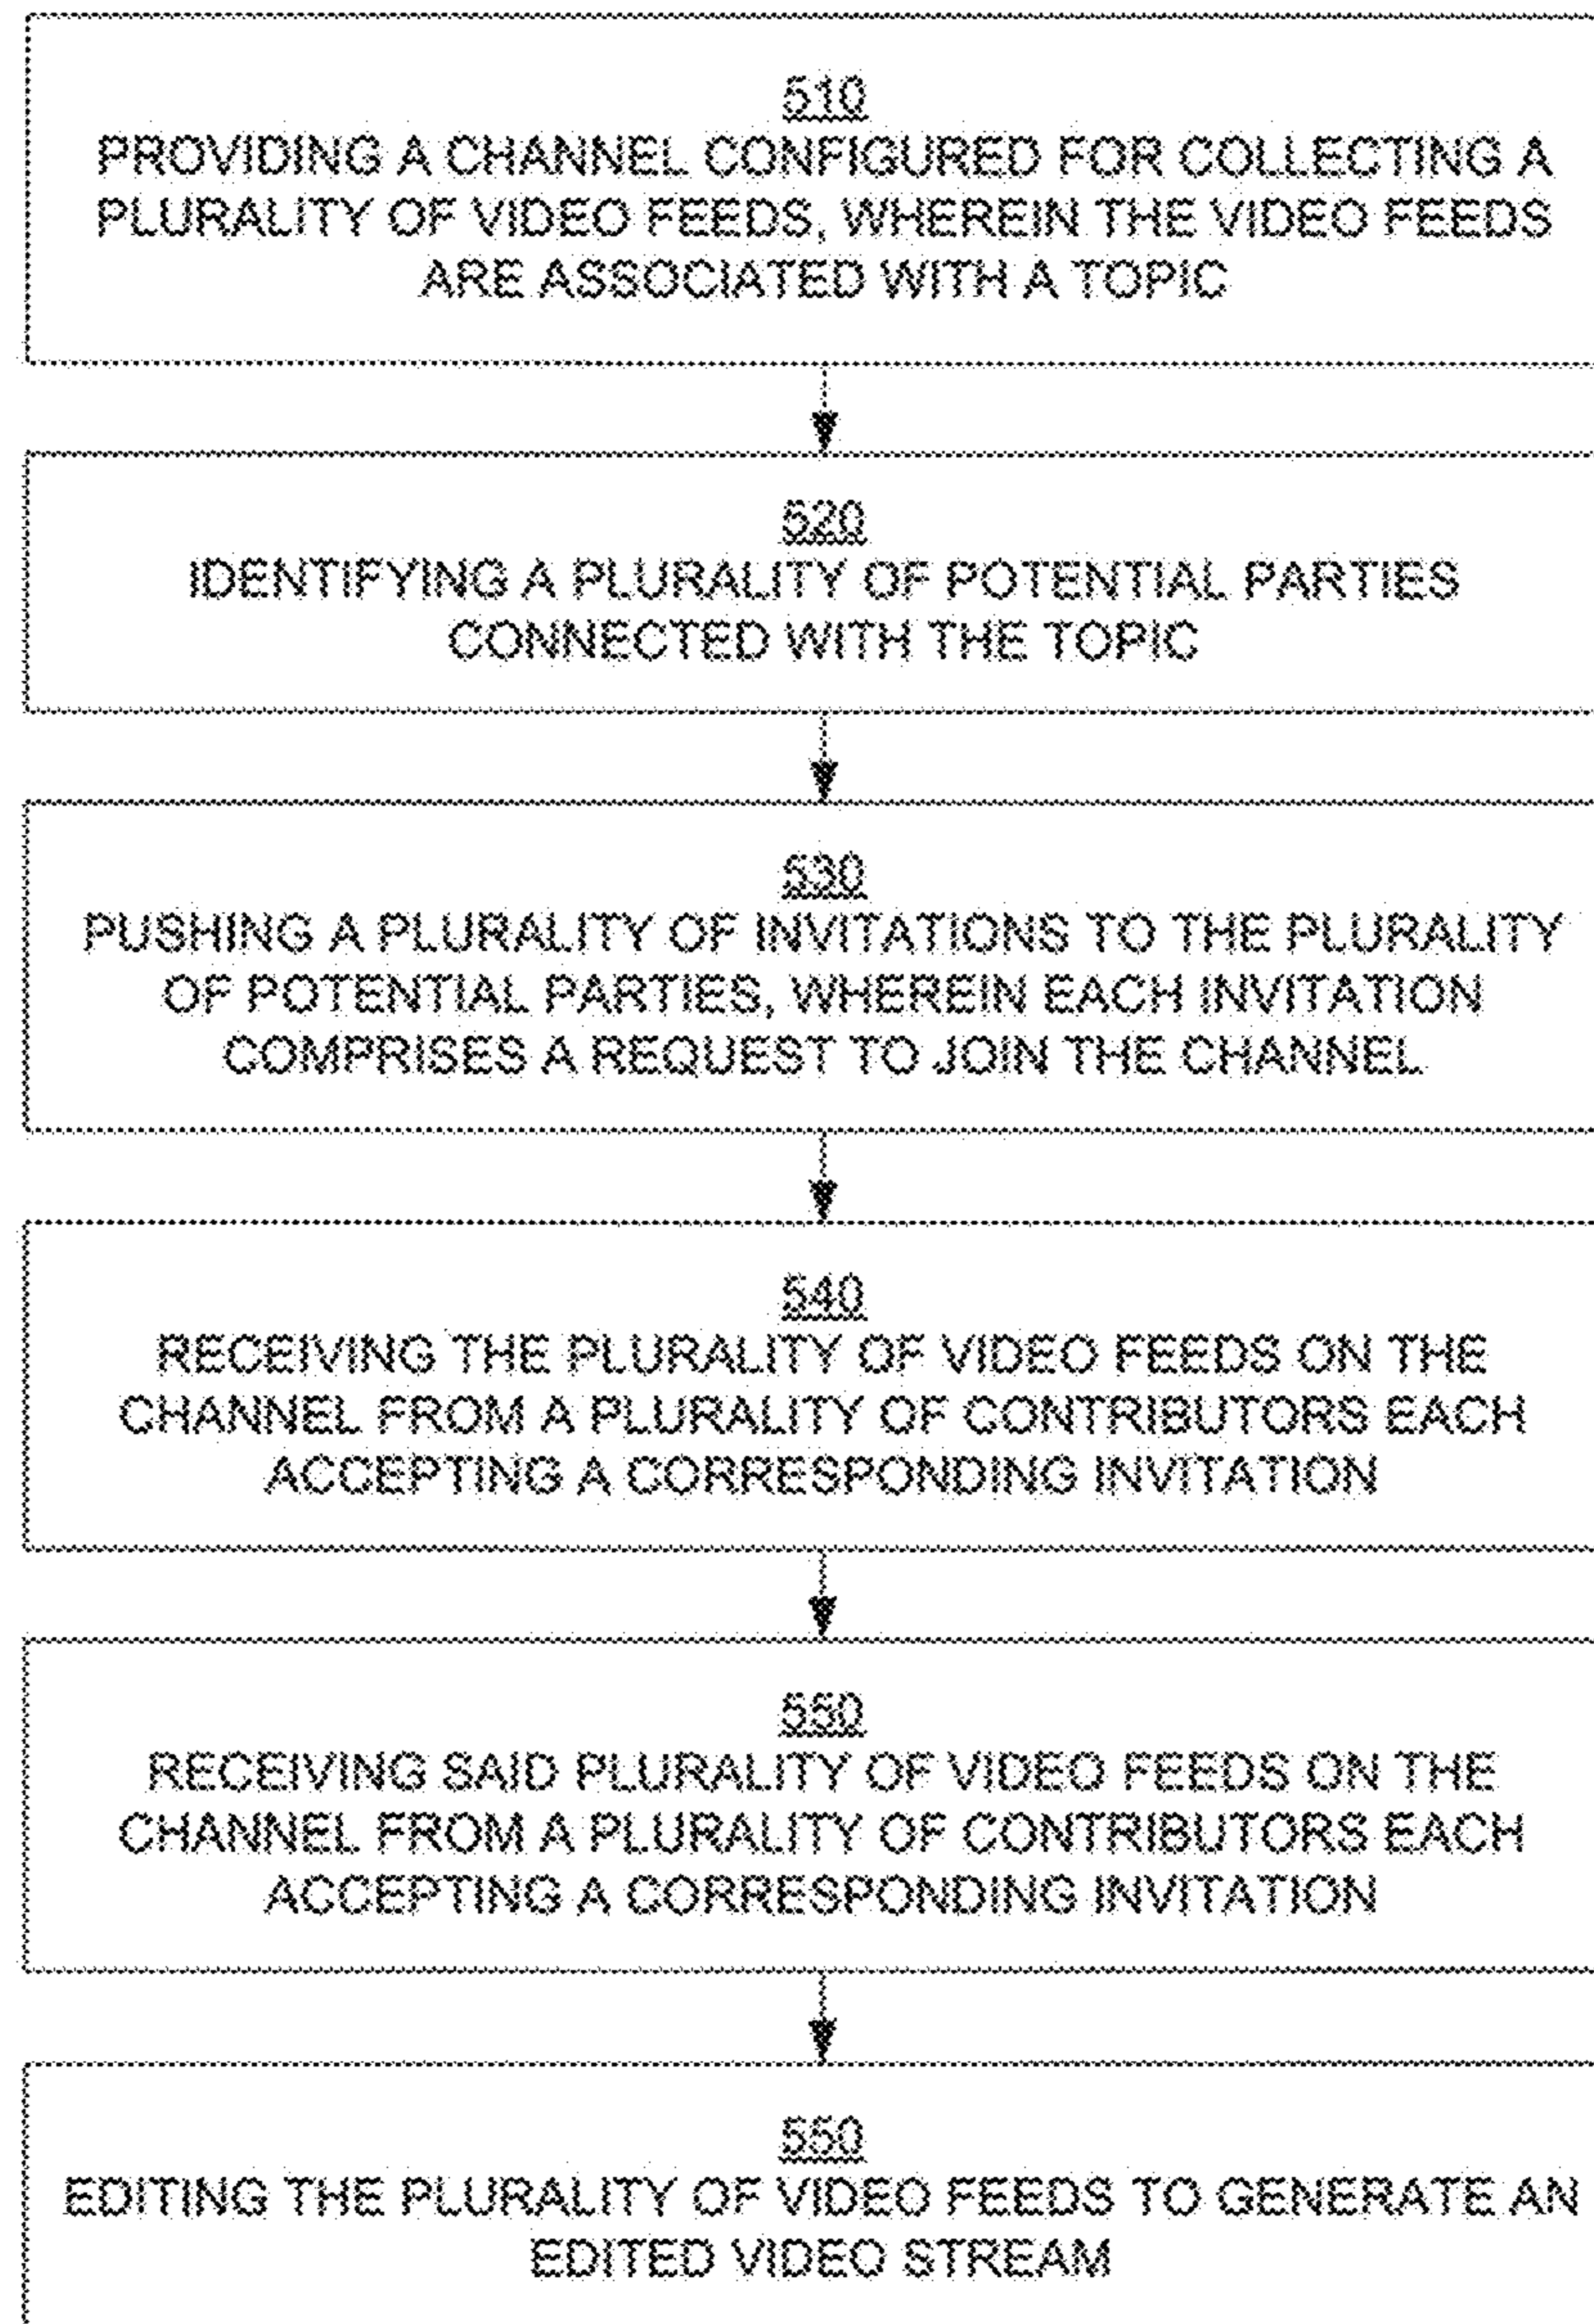 510
PROVIDING A CHANNEL CONFIGURED FOR COLLECTING A
PLURALITY OF VIDEO FEEDS, WHEREIN THE VIDEO FEEDS
ARE ASSOCIATED WITH A TOPIC
520
IDENTIFYING A PLURALITY OF POTENTIAL PARTIES
CONNECTED WITH THE TOPIC
530
PUSHING A PLURALITY OF INVITATIONS TO THE PLURALITY
OF POTENTIAL PARTIES, WHEREIN EACH INVITATION
COMPRISES A REQUEST TO JOIN THE CHANNEL
540
RECEIVING THE PLURALITY OF VIDEO FEEDS ON THE
CHANNEL FROM A PLURALITY OF CONTRIBUTORS EACH
ACCEPTING A CORRESPONDING INVITATION
550
RECEIVING SAID PLURALITY OF VIDEO FEEDS ON THE
CHANNEL FROM A PLURALITY OF CONTRIBUTORS EACH
ACCEPTING A CORRESPONDING INVITATION
550
EDITING THE PLURALITY OF VIDEO FEEDS TO GENERATE AN
EDITED VIDEO STREAM